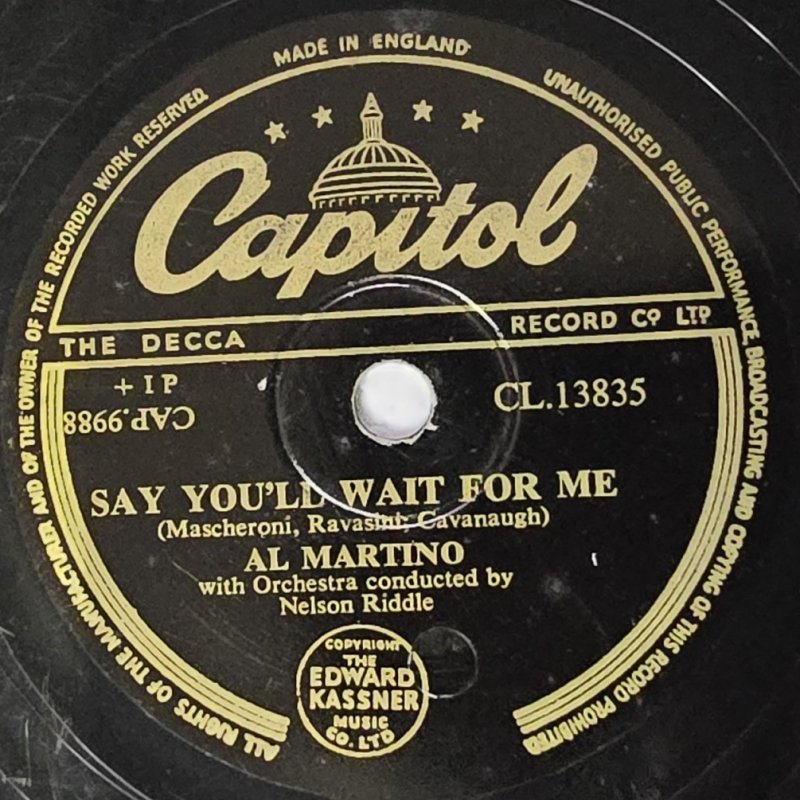 MADE IN ENGLAND
UNAUTHORISED PUBLIC PERFORMANCE, BROADCASTING AND COPYING OF THIS RECORD PROHIBITED
ALL RIGHTS OF THE MANUFACTURER AND OF THE OWNER OF THE RECORDED WORK RESERVED
Capitol
THE DECCA RECORD CO LTD
P 1 +
CAP.9988
CL.13835
SAY YOU'LL WAIT FOR ME
(Mascheroni, Ravasini, Cavanaugh)
AL MARTINO
with Orchestra conducted by
Nelson Riddle
COPYRIGHT
THE
EDWARD
KASSNER
MUSIC
CO. LTD